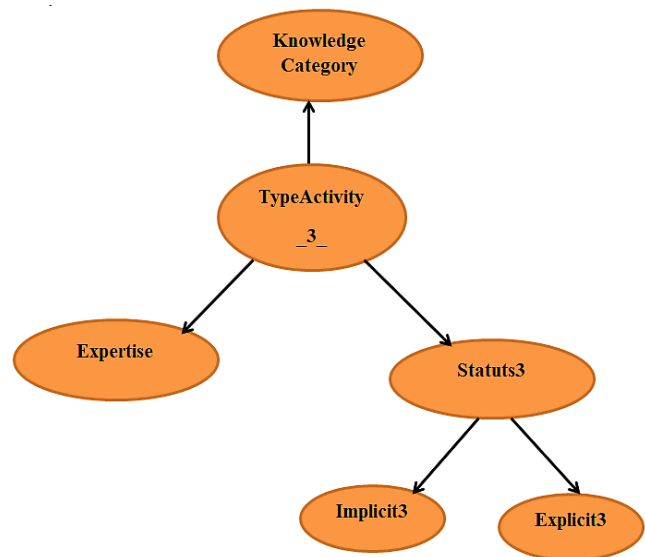 Knowledge
Category
TypeActivity
_3_
Expertise
Statuts3
Implicit3
Explicit3